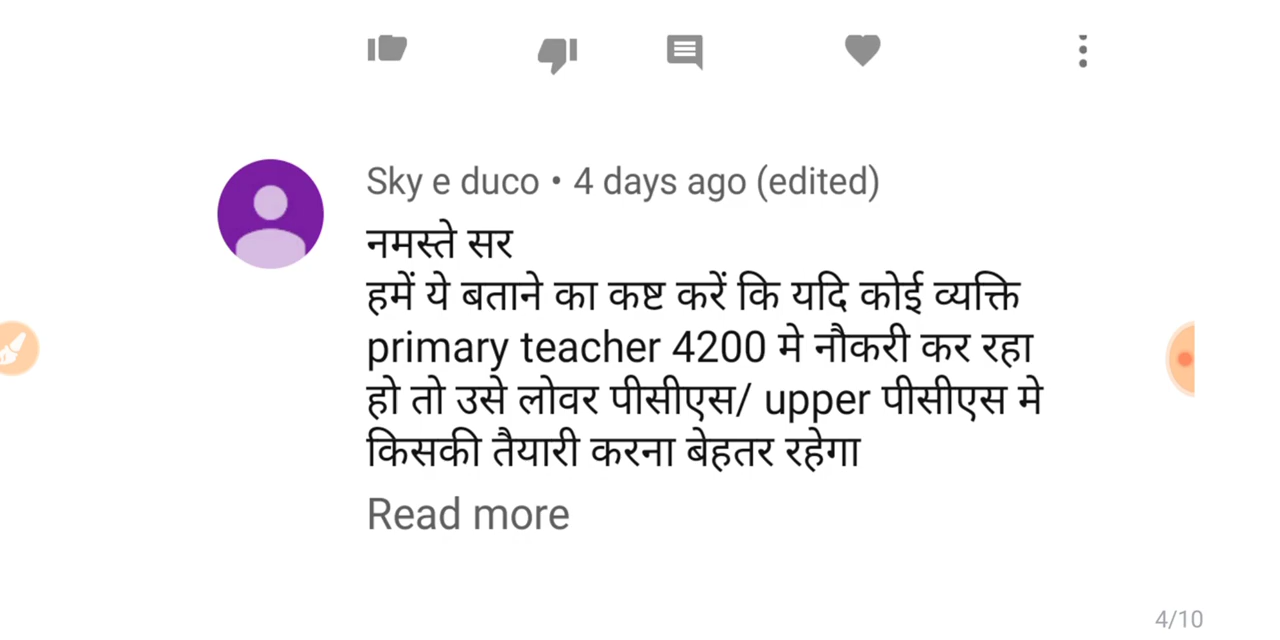 Sky e duco • 4 days ago (edited)
नमस्ते सर
हमें ये बताने का कष्ट करें कि यदि कोई व्यक्ति
primary teacher 4200 मे नौकरी कर रहा
हो तो उसे लोवर पीसीएस/ upper पीसीएस मे
किसकी तैयारी करना बेहतर रहेगा
Read more
4/10